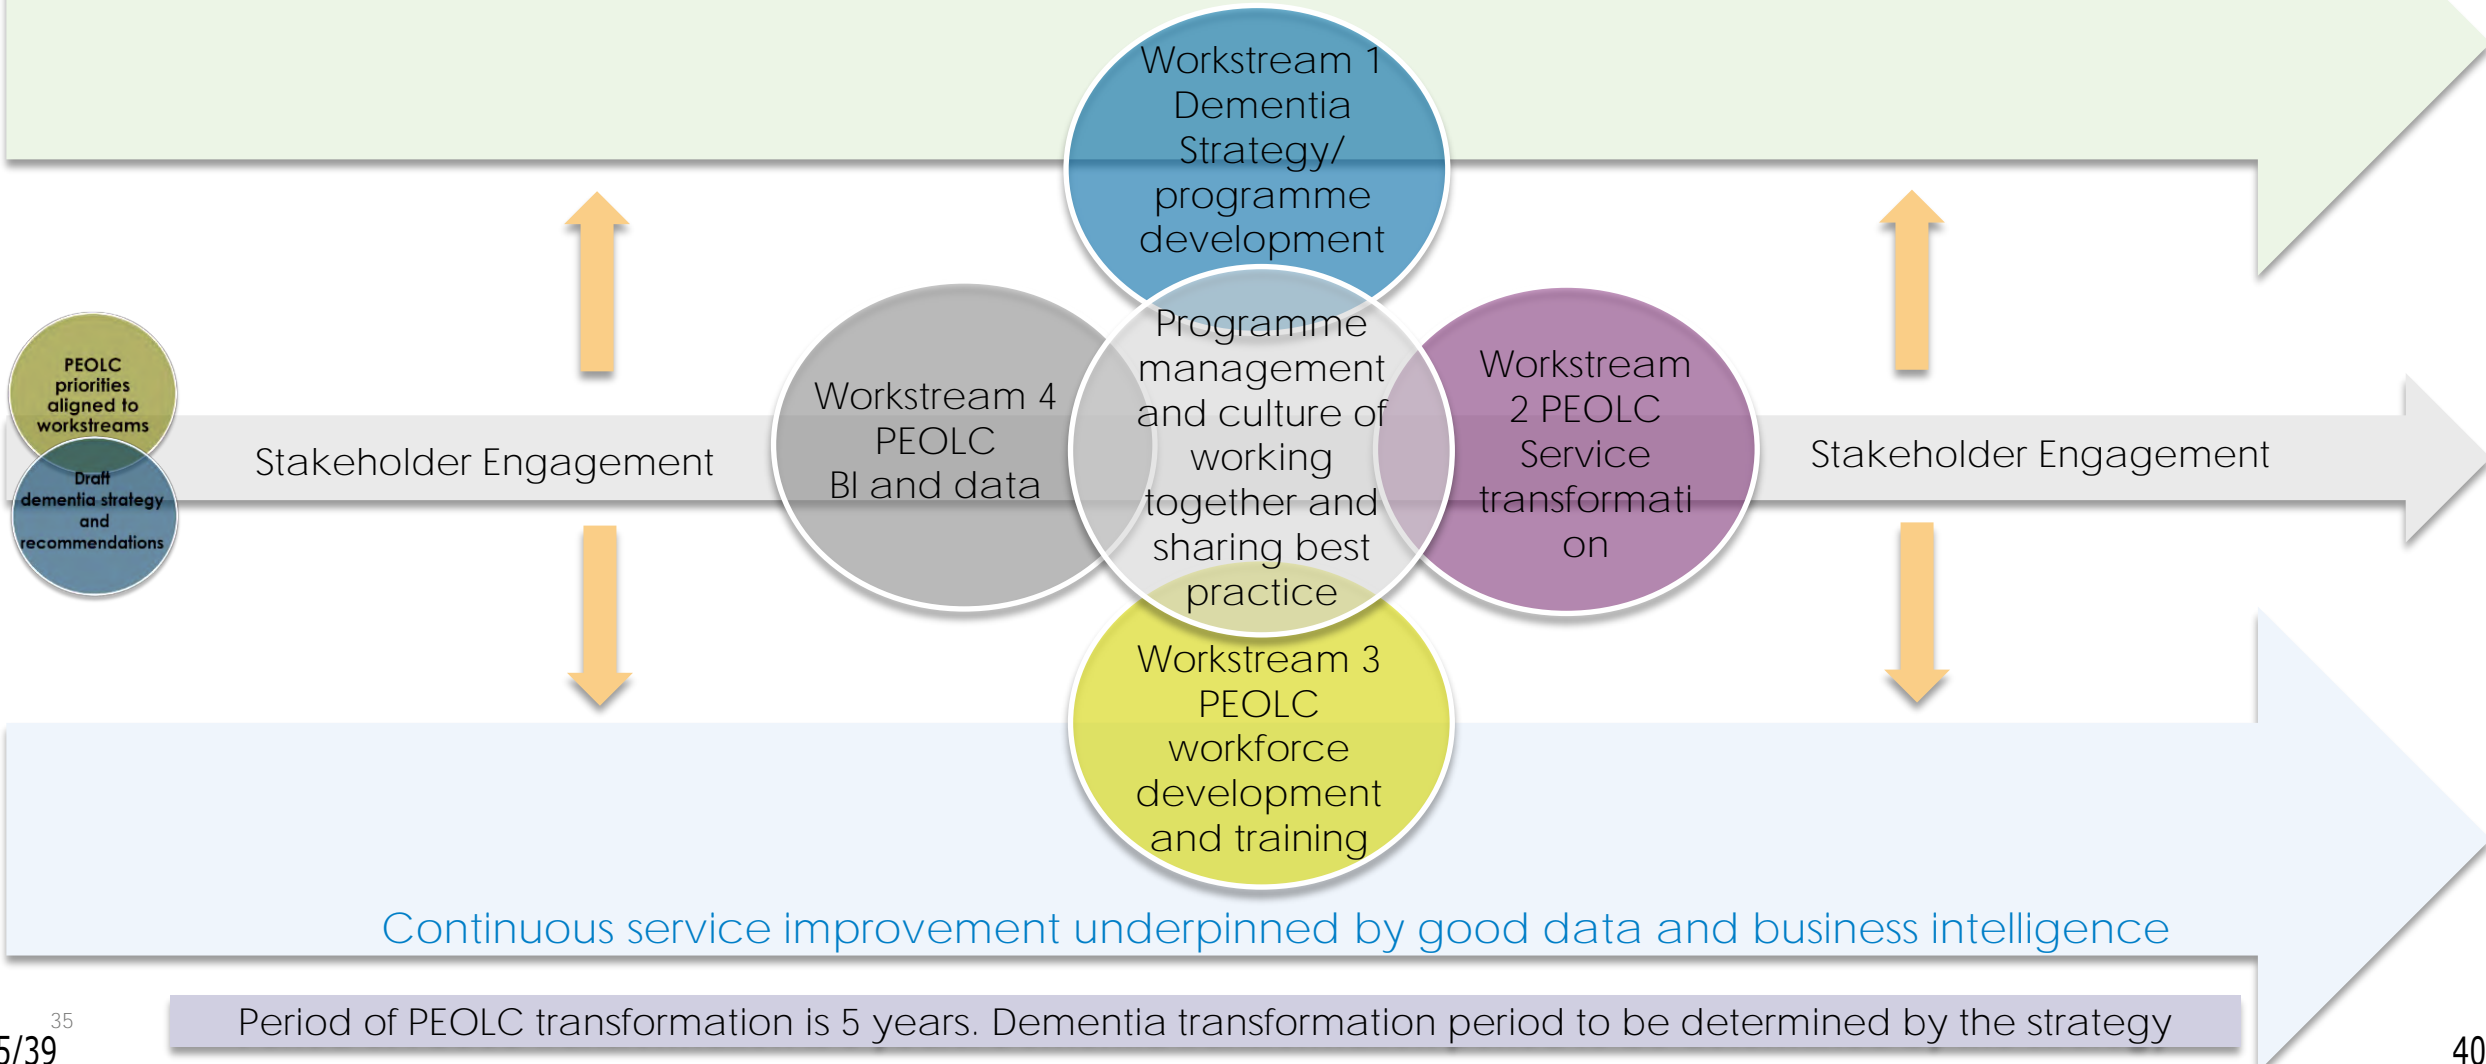 Workstream 1
Dementia
Strategy/
programme
development
PEOLC
priorities
aligned to
workstreams
Draft
dementia strategy
and
recommendations
Stakeholder Engagement
Workstream 4
PEOLC
BI and data
Programme
management
and culture of
working
together and
sharing best
practice
Workstream
2 PEOLC
Service
transformati
on
Stakeholder Engagement
Workstream 3
PEOLC
workforce
development
and training
Continuous service improvement underpinned by good data and business intelligence
Period of PEOLC transformation is 5 years. Dementia transformation period to be determined by the strategy
35
5/39
40